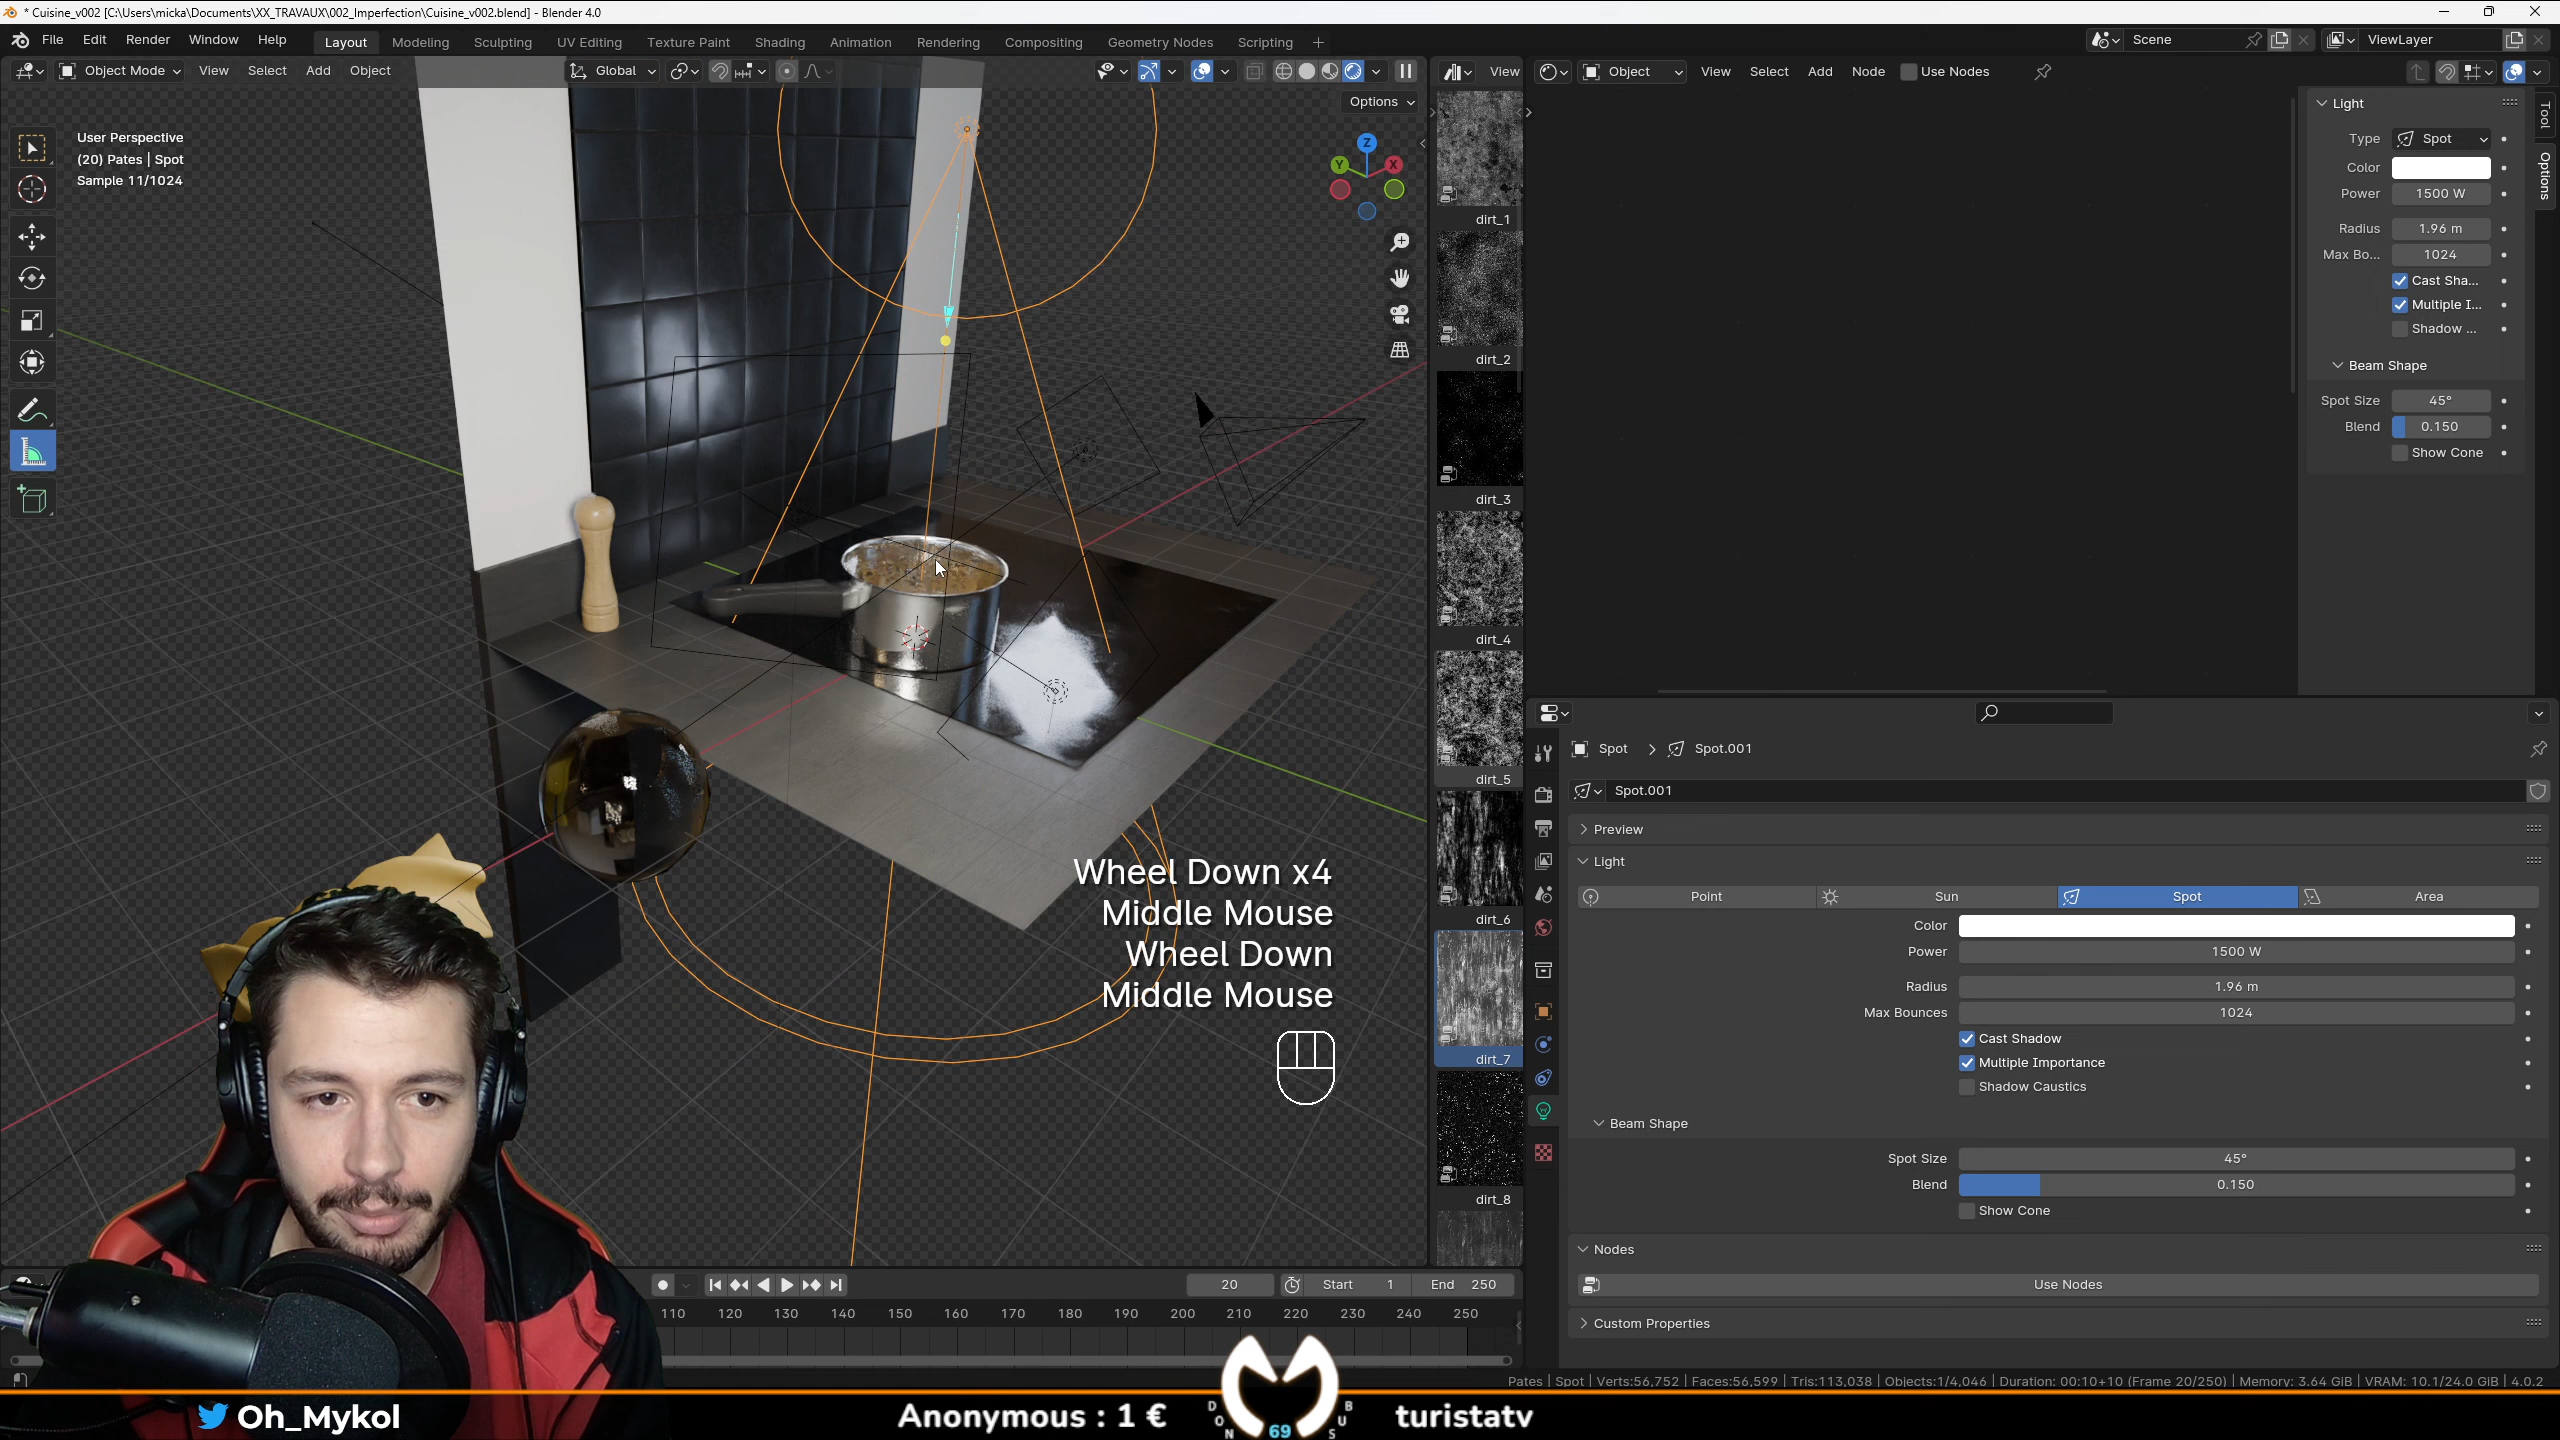 * Cuisine_v002 [C:\Users\micka\Documents\XX_TRAVAUX\002_Imperfection\Cuisine_v002.blend] - Blender 4.0
File Edit Render Window Help Layout Modeling Sculpting UV Editing Texture Paint Shading Animation Rendering Compositing Geometry Nodes Scripting +
Scene
ViewLayer
Object Mode View Select Add Object Global
View
Object View Select Add Node Use Nodes
Options
User Perspective
(20) Pates | Spot
Sample 11/1024
Z
Y X
dirt_1
dirt_2
dirt_3
dirt_4
dirt_5
dirt_6
dirt_7
dirt_8
Light
Type Spot
Color
Power 1500 W
Radius 1.96 m
Max Bo... 1024
Cast Sha...
Multiple I...
Shadow ...
Beam Shape
Spot Size 45°
Blend 0.150
Show Cone
Tool
Options
Spot > Spot.001
Spot.001
Preview
Light
Point Sun Spot Area
Color
Power 1500 W
Radius 1.96 m
Max Bounces 1024
Cast Shadow
Multiple Importance
Shadow Caustics
Beam Shape
Spot Size 45°
Blend 0.150
Show Cone
Nodes
Use Nodes
Custom Properties
Wheel Down x4
Middle Mouse
Wheel Down
Middle Mouse
20 Start 1 End 250
110 120 130 140 150 160 170 180 190 200 210 220 230 240 250
Pates | Spot | Verts:56,752 | Faces:56,599 | Tris:113,038 | Objects:1/4,046 | Duration: 00:10+10 (Frame 20/250) | Memory: 3.64 GiB | VRAM: 10.1/24.0 GiB | 4.0.2
Oh_Mykol
Anonymous : 1 €
DON
69
SUB
turistatv